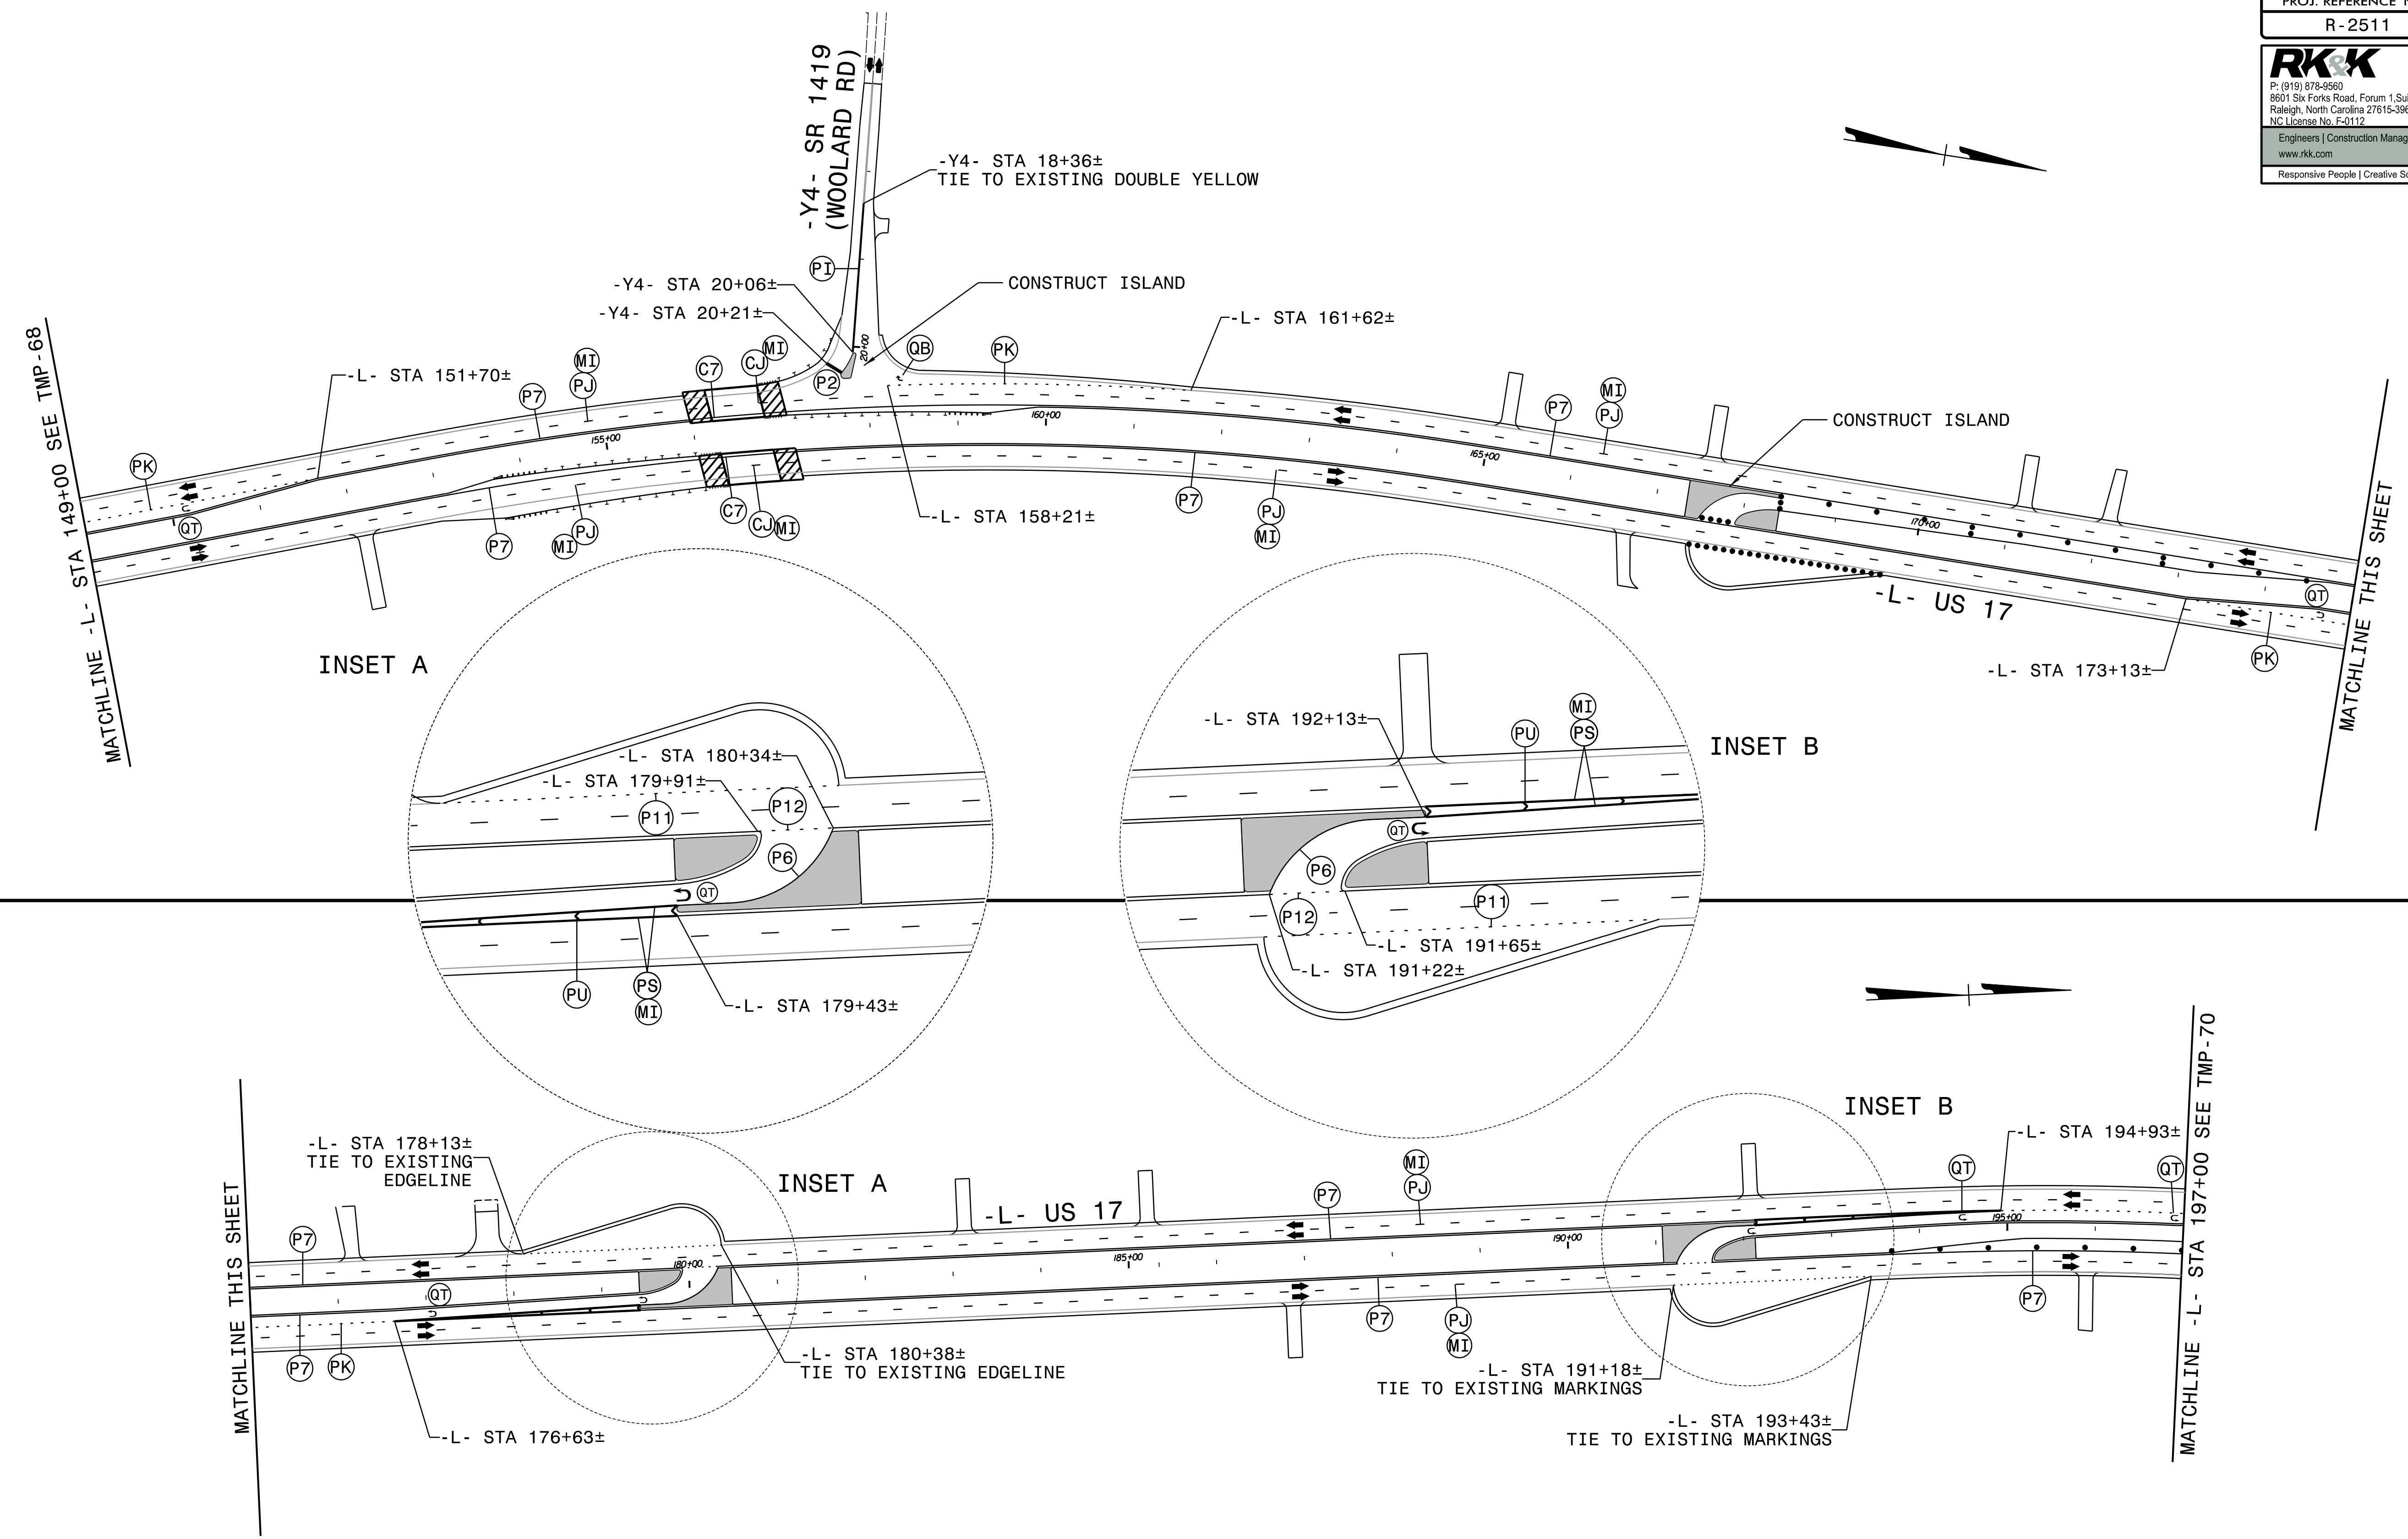 PROJ. REFERENCE
R-2511
RK&K
P: (919) 878-9560
8601 Six Forks Road, Forum 1,
Raleigh, North Carolina
NC License No. F-0112
Engineers | Construction
www.rkk.com
Responsive People | Creative
-Y4- SR 1419
(WOOLARD RD)
-Y4- STA 18+36±
TIE TO EXISTING DOUBLE YELLOW
PI
-Y4- STA 20+06±
-Y4- STA 20+21±
CONSTRUCT ISLAND
20+00
P2
QB
PK
-L- STA 161+62±
MATCHLINE -L- STA 149+00 SEE TMP-68
-L- STA 151+70±
PK
QT
P7
MI
PJ
C7
CJ
MI
155+00
160+00
165+00
170+00
P7
MI
PJ
CONSTRUCT ISLAND
P7
MI
PJ
C7
CJ
MI
-L- STA 158+21±
P7
PJ
MI
-L- US 17
QT
PK
-L- STA 173+13±
MATCHLINE THIS SHEET
INSET A
-L- STA 180+34±
-L- STA 179+91±
P11
P12
P6
QT
PU
PS
MI
-L- STA 179+43±
INSET B
-L- STA 192+13±
PU
MI
PS
QT
P6
P12
P11
-L- STA 191+65±
-L- STA 191+22±
MATCHLINE THIS SHEET
-L- STA 178+13±
TIE TO EXISTING
EDGELINE
INSET A
P7
QT
P7
PK
180+00
-L- STA 176+63±
-L- STA 180+38±
TIE TO EXISTING EDGELINE
-L- US 17
185+00
P7
MI
PJ
190+00
P7
PJ
MI
INSET B
-L- STA 194+93±
QT
QT
195+00
P7
-L- STA 191+18±
TIE TO EXISTING MARKINGS
-L- STA 193+43±
TIE TO EXISTING MARKINGS
MATCHLINE -L- STA 197+00 SEE TMP-70